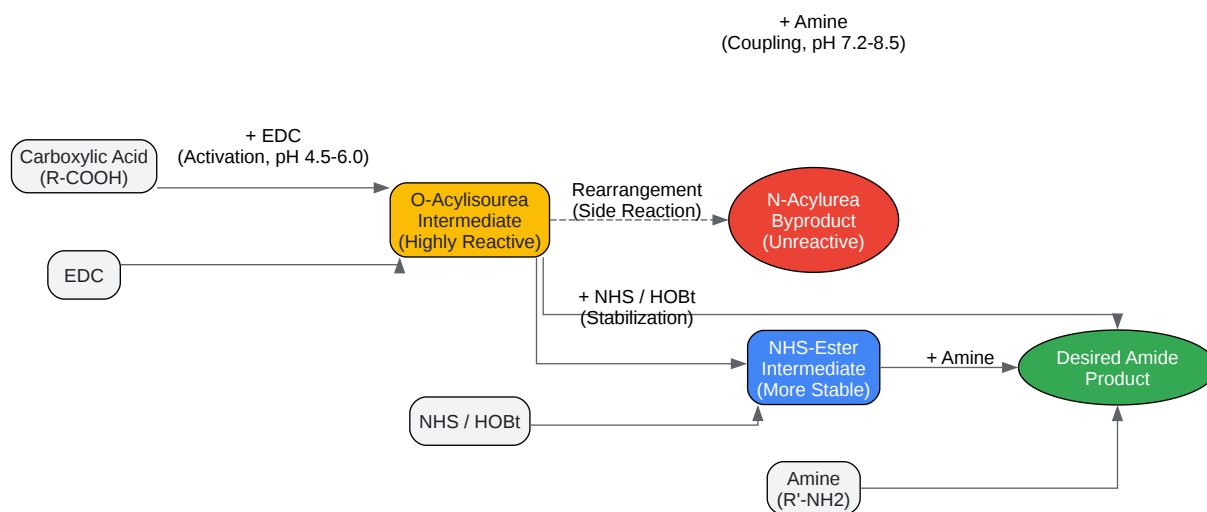 + Amine
(Coupling, pH 7.2-8.5)
+ EDC
(Activation, pH 4.5-6.0)
Carboxylic Acid
(R-COOH)
O-Acylisourea
Intermediate
(Highly Reactive)
Rearrangement
(Side Reaction)
N-Acylurea
Byproduct
(Unreactive)
EDC
+ NHS / HOBt
(Stabilization)
NHS-Ester
Intermediate
(More Stable)
+ Amine
Desired Amide
Product
NHS / HOBt
Amine
(R'-NH2)